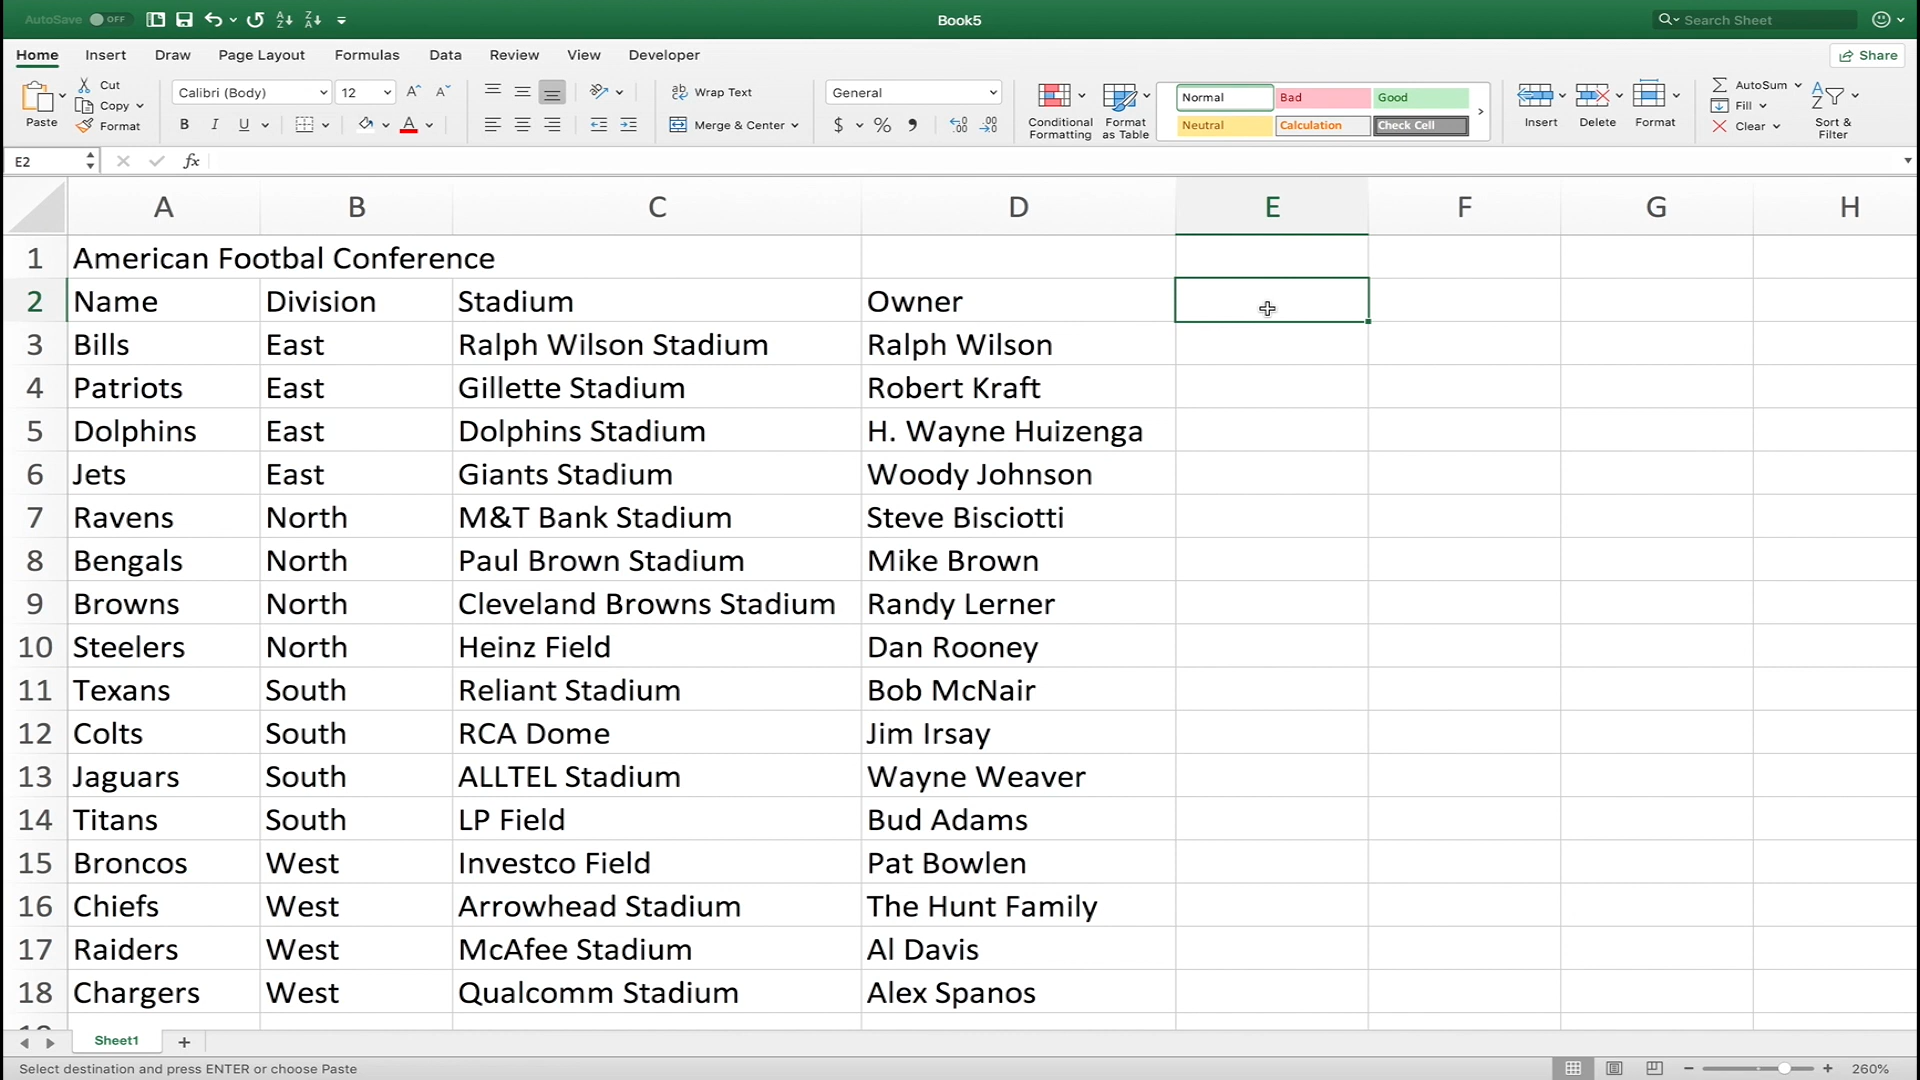 AutoSave OFF Book5 Search Sheet
Home Insert Draw Page Layout Formulas Data Review View Developer Share
Paste Cut Copy Format
Calibri (Body) 12 A^ A˅
B I U A
ab Wrap Text
Merge & Center
General
$ % 9 .00 .00
Conditional Formatting Format as Table
Normal Bad Good
Neutral Calculation Check Cell
Insert Delete Format
AutoSum
Fill
Clear
Sort & Filter
E2 fx
A B C D E F G H
1 American Footbal Conference
2 Name Division Stadium Owner
3 Bills East Ralph Wilson Stadium Ralph Wilson
4 Patriots East Gillette Stadium Robert Kraft
5 Dolphins East Dolphins Stadium H. Wayne Huizenga
6 Jets East Giants Stadium Woody Johnson
7 Ravens North M&T Bank Stadium Steve Bisciotti
8 Bengals North Paul Brown Stadium Mike Brown
9 Browns North Cleveland Browns Stadium Randy Lerner
10 Steelers North Heinz Field Dan Rooney
11 Texans South Reliant Stadium Bob McNair
12 Colts South RCA Dome Jim Irsay
13 Jaguars South ALLTEL Stadium Wayne Weaver
14 Titans South LP Field Bud Adams
15 Broncos West Investco Field Pat Bowlen
16 Chiefs West Arrowhead Stadium The Hunt Family
17 Raiders West McAfee Stadium Al Davis
18 Chargers West Qualcomm Stadium Alex Spanos
Sheet1 +
Select destination and press ENTER or choose Paste 260%